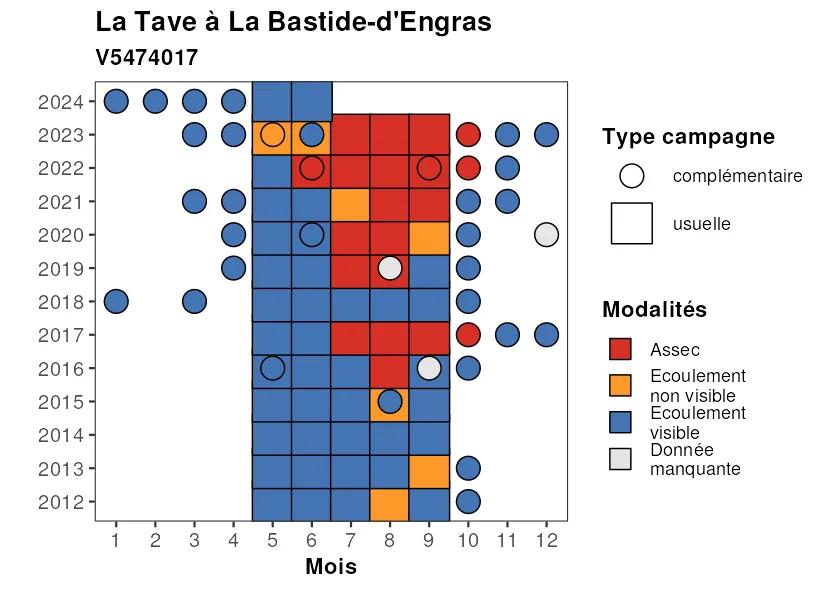 La Tave à La Bastide-d'Engras
V5474017
2024
2023
2022
2021
2020
2019
2018
2017
2016
2015
2014
2013
2012
1 2 3 4 5 6 7 8 9 10 11 12
Mois
Type campagne
complémentaire
usuelle
Modalités
Assec
Ecoulement
non visible
Ecoulement
visible
Donnée
manquante